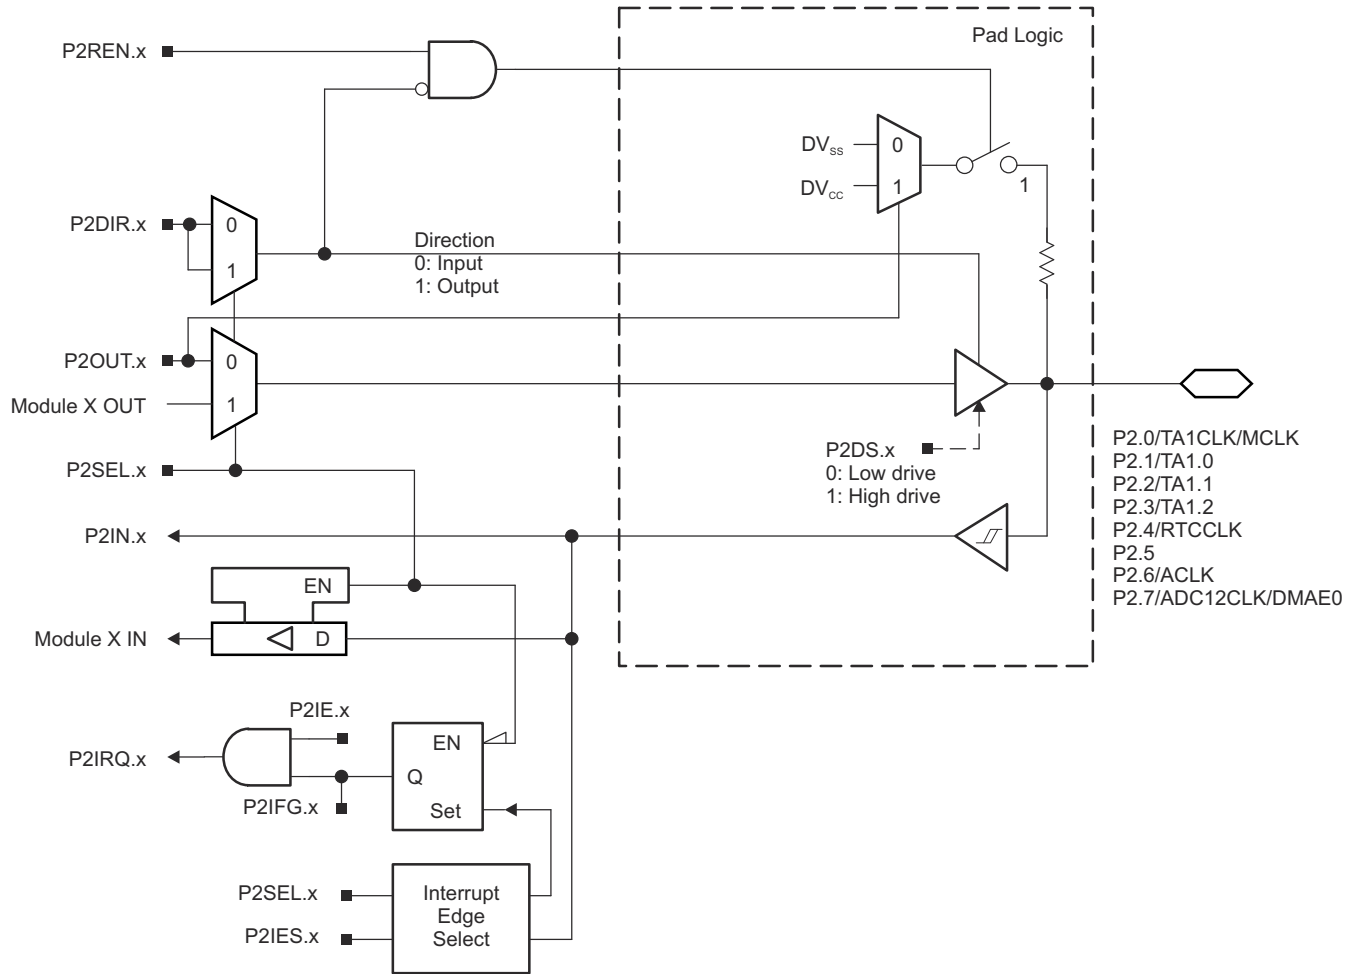 Pad Logic
P2REN.x
DVSS
0
DVCC
1
1
P2DIR.x
0
1
Direction
0: Input
1: Output
P2OUT.x
0
Module X OUT
1
P2DS.x
0: Low drive
1: High drive
P2SEL.x
P2.0/TA1CLK/MCLK
P2.1/TA1.0
P2.2/TA1.1
P2.3/TA1.2
P2.4/RTCCLK
P2.5
P2.6/ACLK
P2.7/ADC12CLK/DMAE0
P2IN.x
EN
Module X IN
D
P2IE.x
EN
P2IRQ.x
Q
P2IFG.x
Set
P2SEL.x
P2IES.x
Interrupt
Edge
Select